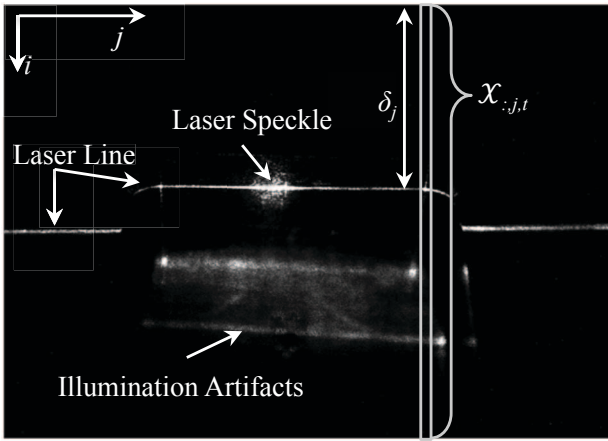 j
i
δj
𝒳:,j,t
Laser Speckle
Laser Line
Illumination Artifacts